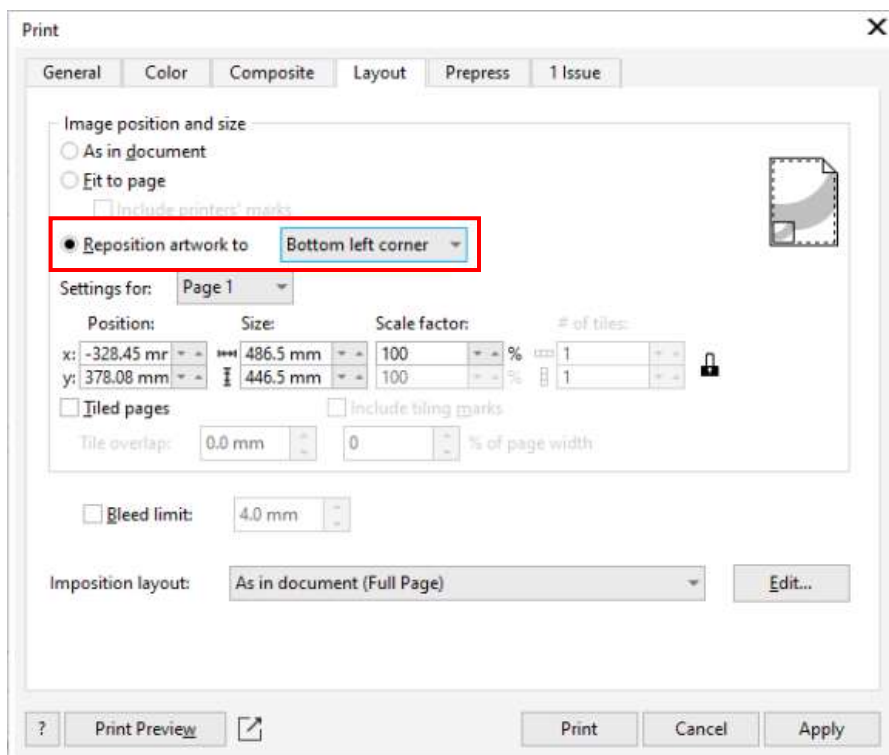 Print
General Color Composite Layout Prepress 1 Issue
Image position and size
As in document
Fit to page
Include printers' marks
Reposition artwork to Bottom left corner
Settings for: Page 1
Position: Size: Scale factor: # of tiles:
x: -328.45 mr 486.5 mm 100 % 1
y: 378.08 mm 446.5 mm 100 % 1
Tiled pages Include tiling marks
Tile overlap: 0.0 mm 0 % of page width
Bleed limit: 4.0 mm
Imposition layout: As in document (Full Page) Edit...
? Print Preview Print Cancel Apply